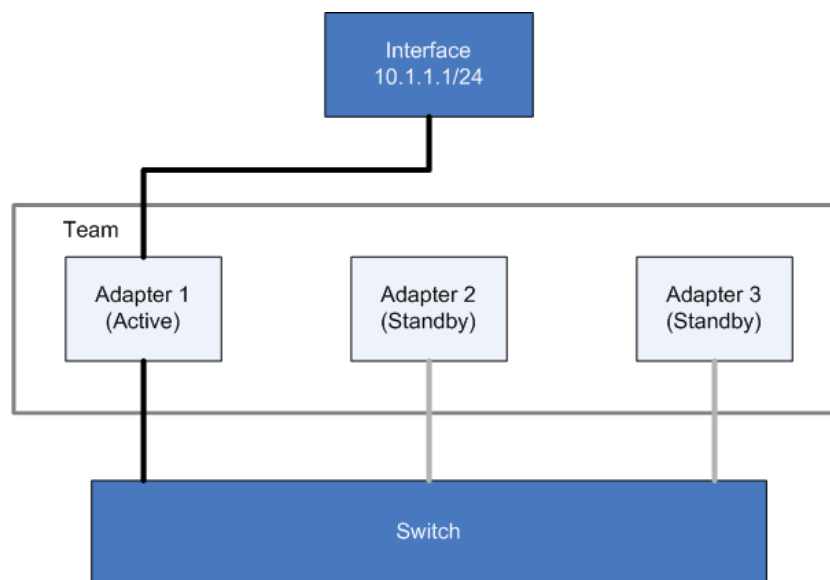 Interface
10.1.1.1/24
Team
Adapter 1
(Active)
Adapter 2
(Standby)
Adapter 3
(Standby)
Switch